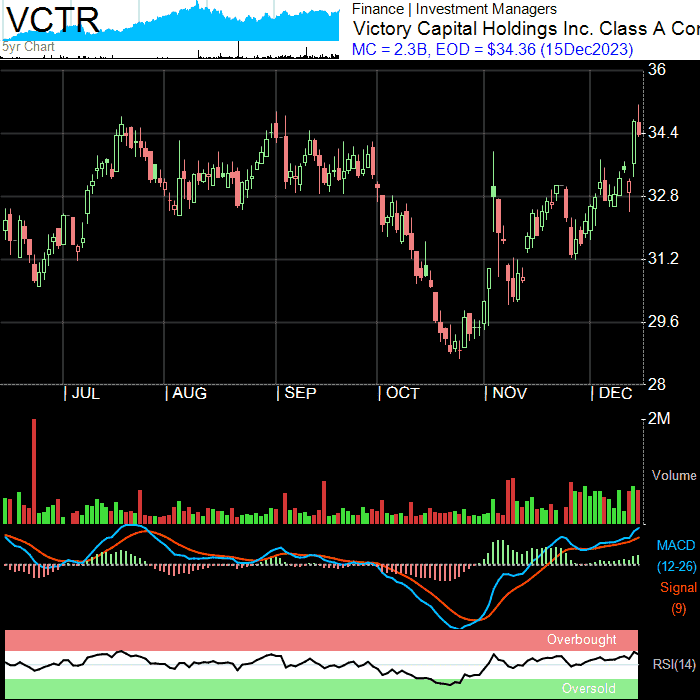 VCTR
5yr Chart
Finance | Investment Managers
Victory Capital Holdings Inc. Class A Cor
MC = 2.3B, EOD = $34.36 (15Dec2023)
36
34.4
32.8
31.2
29.6
28
| JUL | AUG | SEP | OCT | NOV | DEC
2M
Volume
MACD
(12-26)
Signal
(9)
Overbought
RSI(14)
Oversold